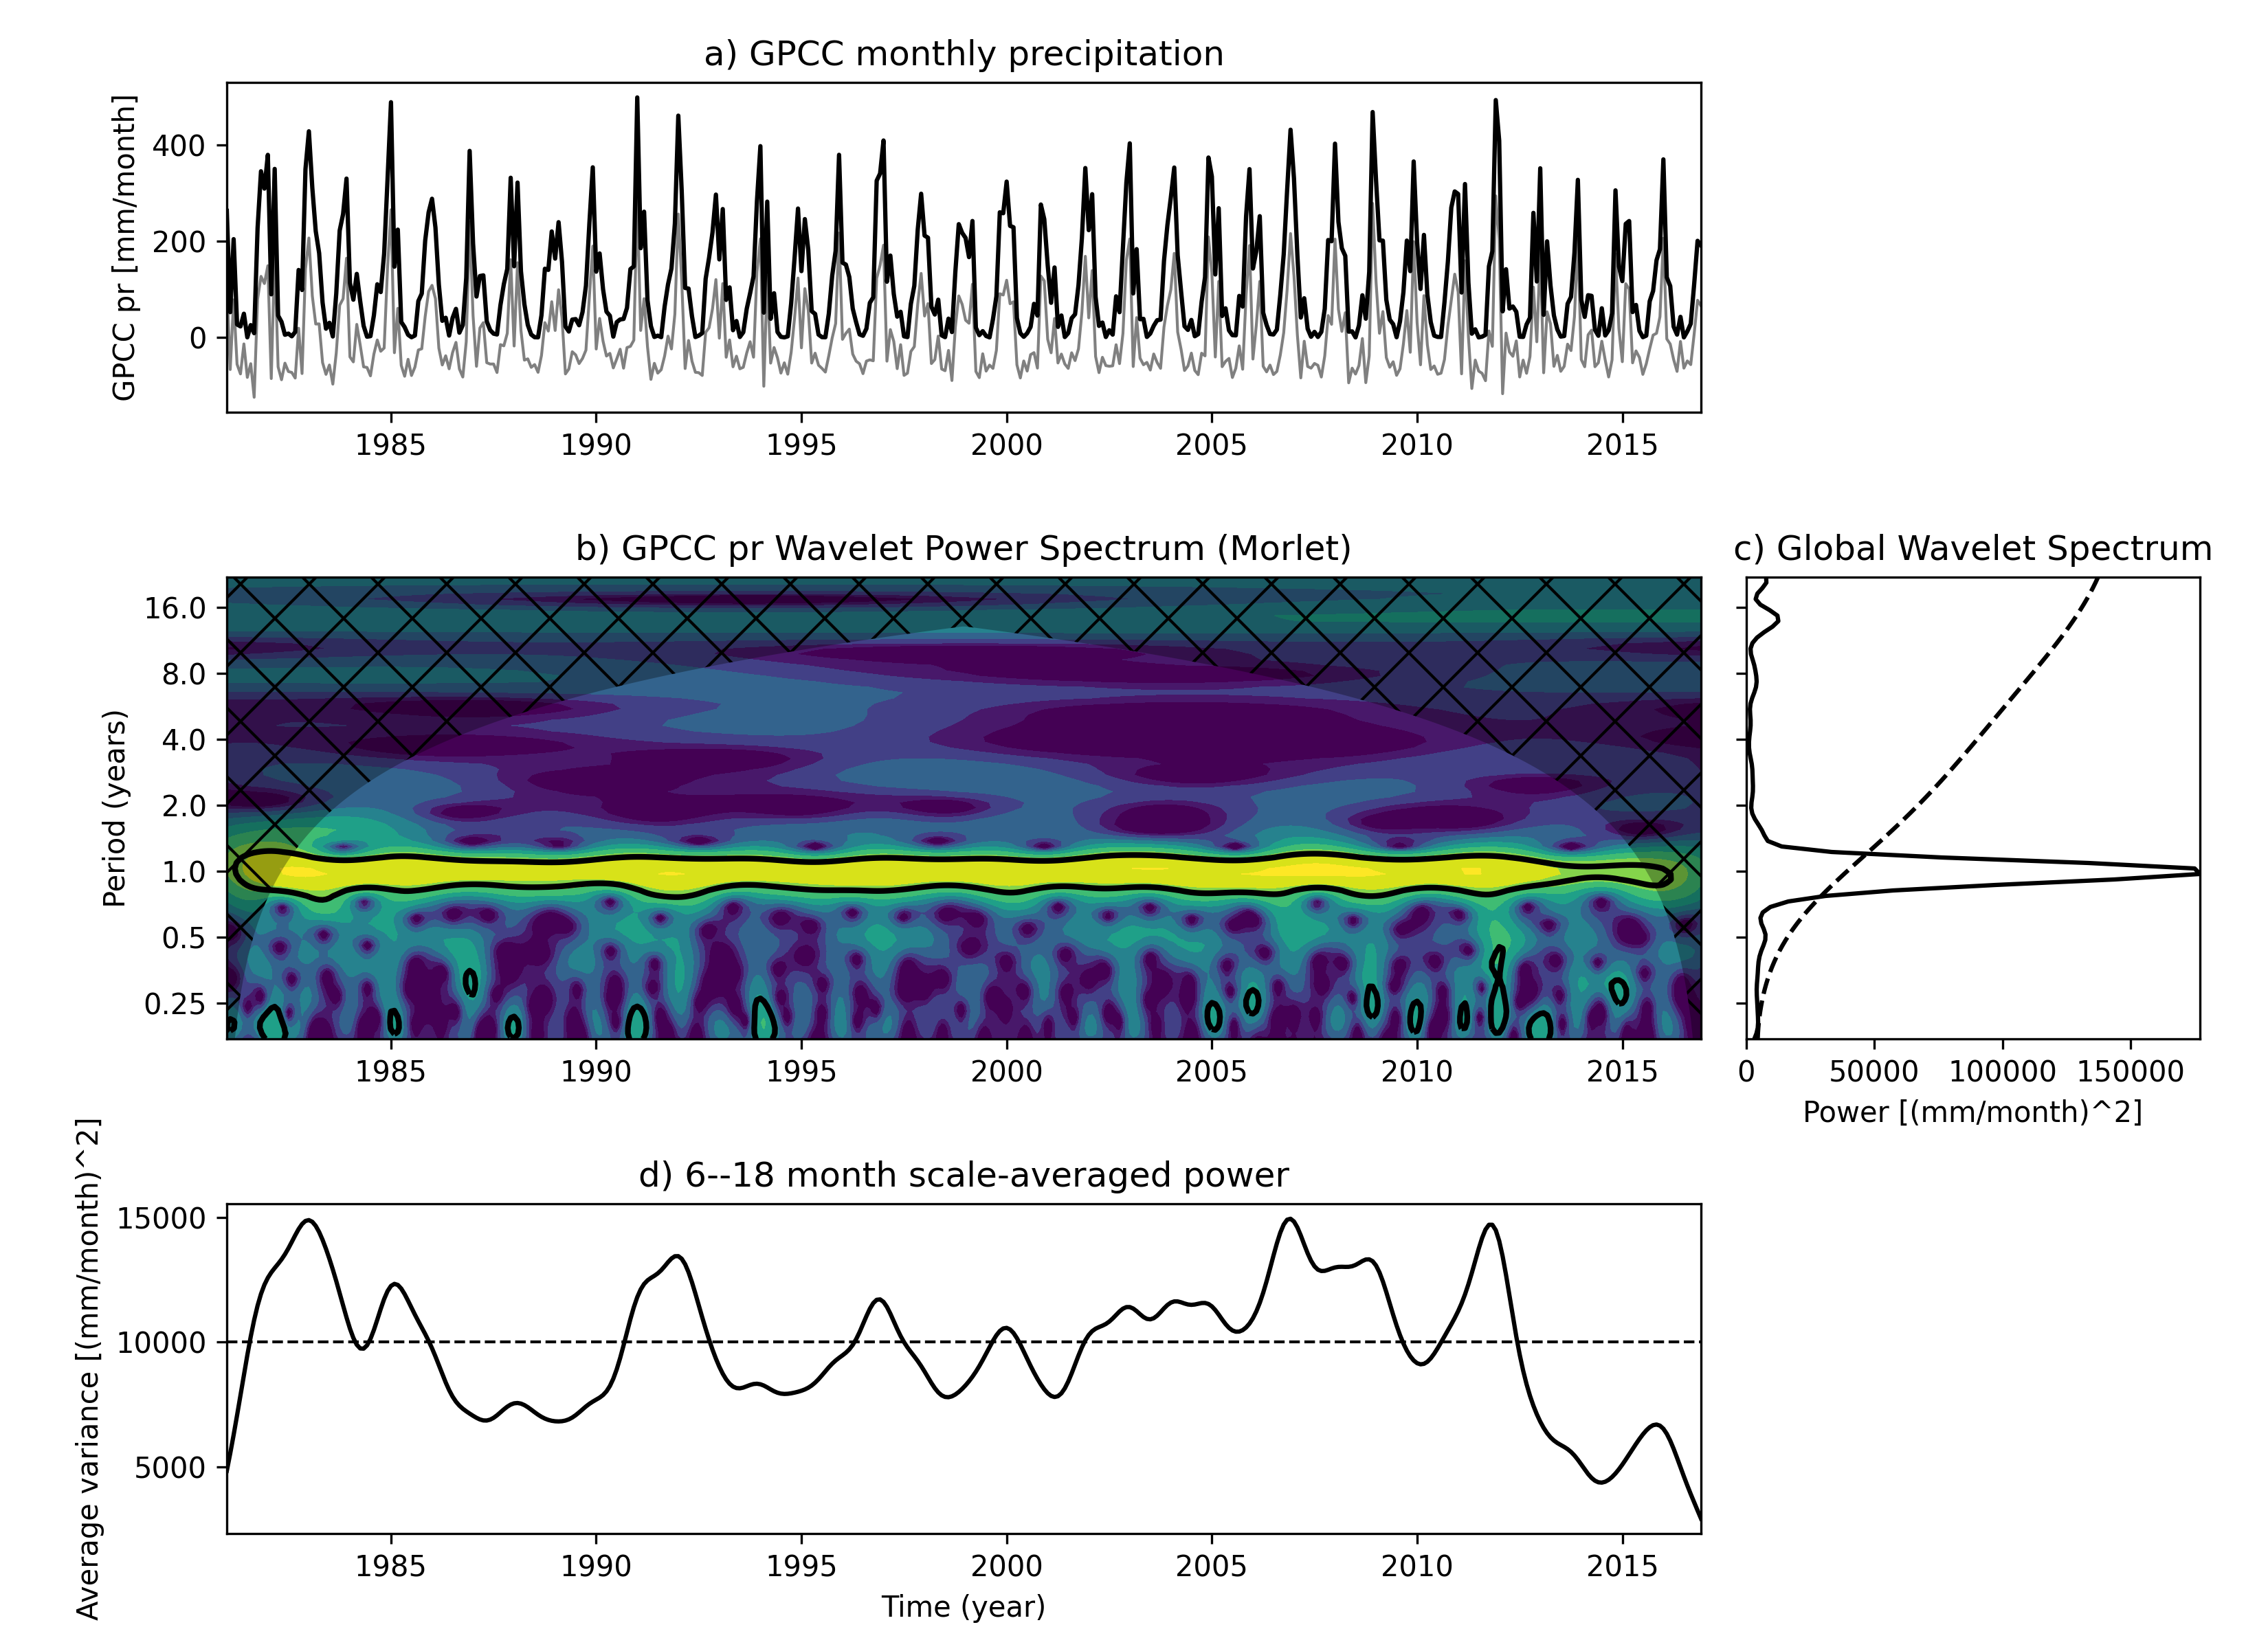 a) GPCC monthly precipitation
GPCC pr [mm/month]
400
200
0
1985 1990 1995 2000 2005 2010 2015
b) GPCC pr Wavelet Power Spectrum (Morlet)
Period (years)
16.0
8.0
4.0
2.0
1.0
0.5
0.25
1985 1990 1995 2000 2005 2010 2015
c) Global Wavelet Spectrum
0 50000 100000 150000
Power [(mm/month)^2]
d) 6--18 month scale-averaged power
Average variance [(mm/month)^2]
15000
10000
5000
1985 1990 1995 2000 2005 2010 2015
Time (year)